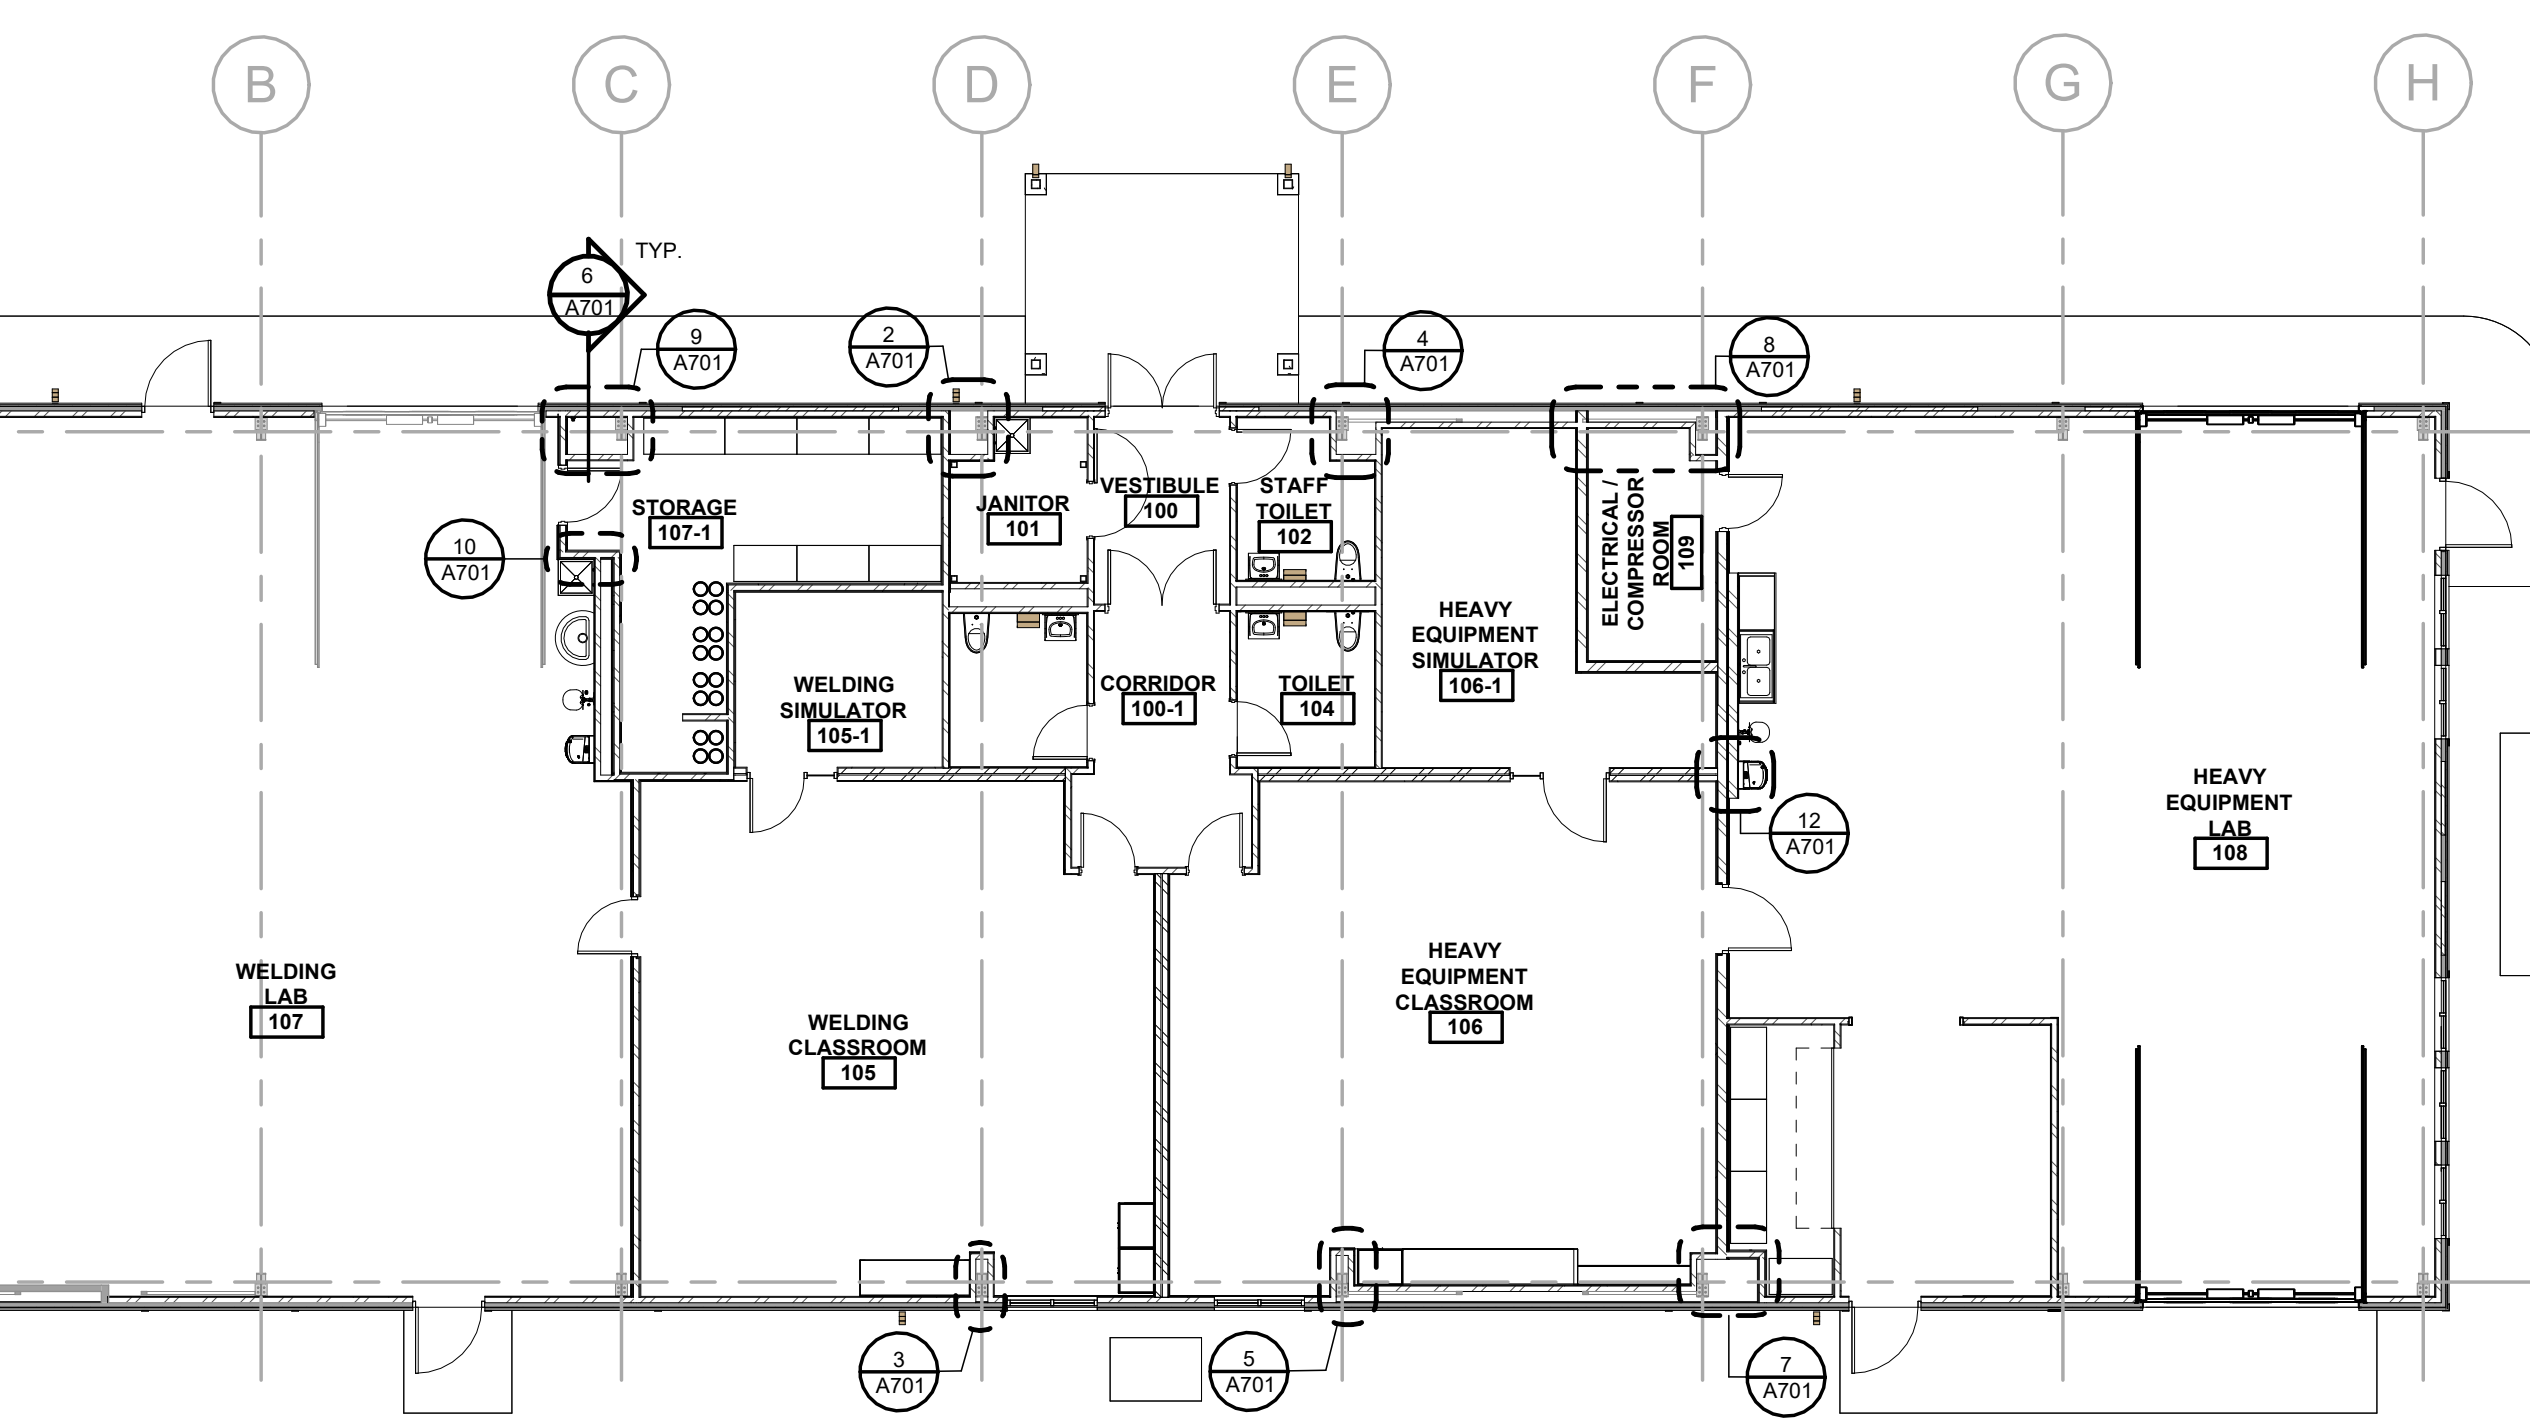 B
C
D
E
F
G
H
TYP.
6
A701
9
A701
2
A701
4
A701
8
A701
10
A701
STORAGE
107-1
JANITOR
101
VESTIBULE
100
STAFF
TOILET
102
ELECTRICAL /
COMPRESSOR
ROOM
109
WELDING
SIMULATOR
105-1
CORRIDOR
100-1
TOILET
104
HEAVY
EQUIPMENT
SIMULATOR
106-1
12
A701
HEAVY
EQUIPMENT
LAB
108
WELDING
LAB
107
WELDING
CLASSROOM
105
HEAVY
EQUIPMENT
CLASSROOM
106
3
A701
5
A701
7
A701